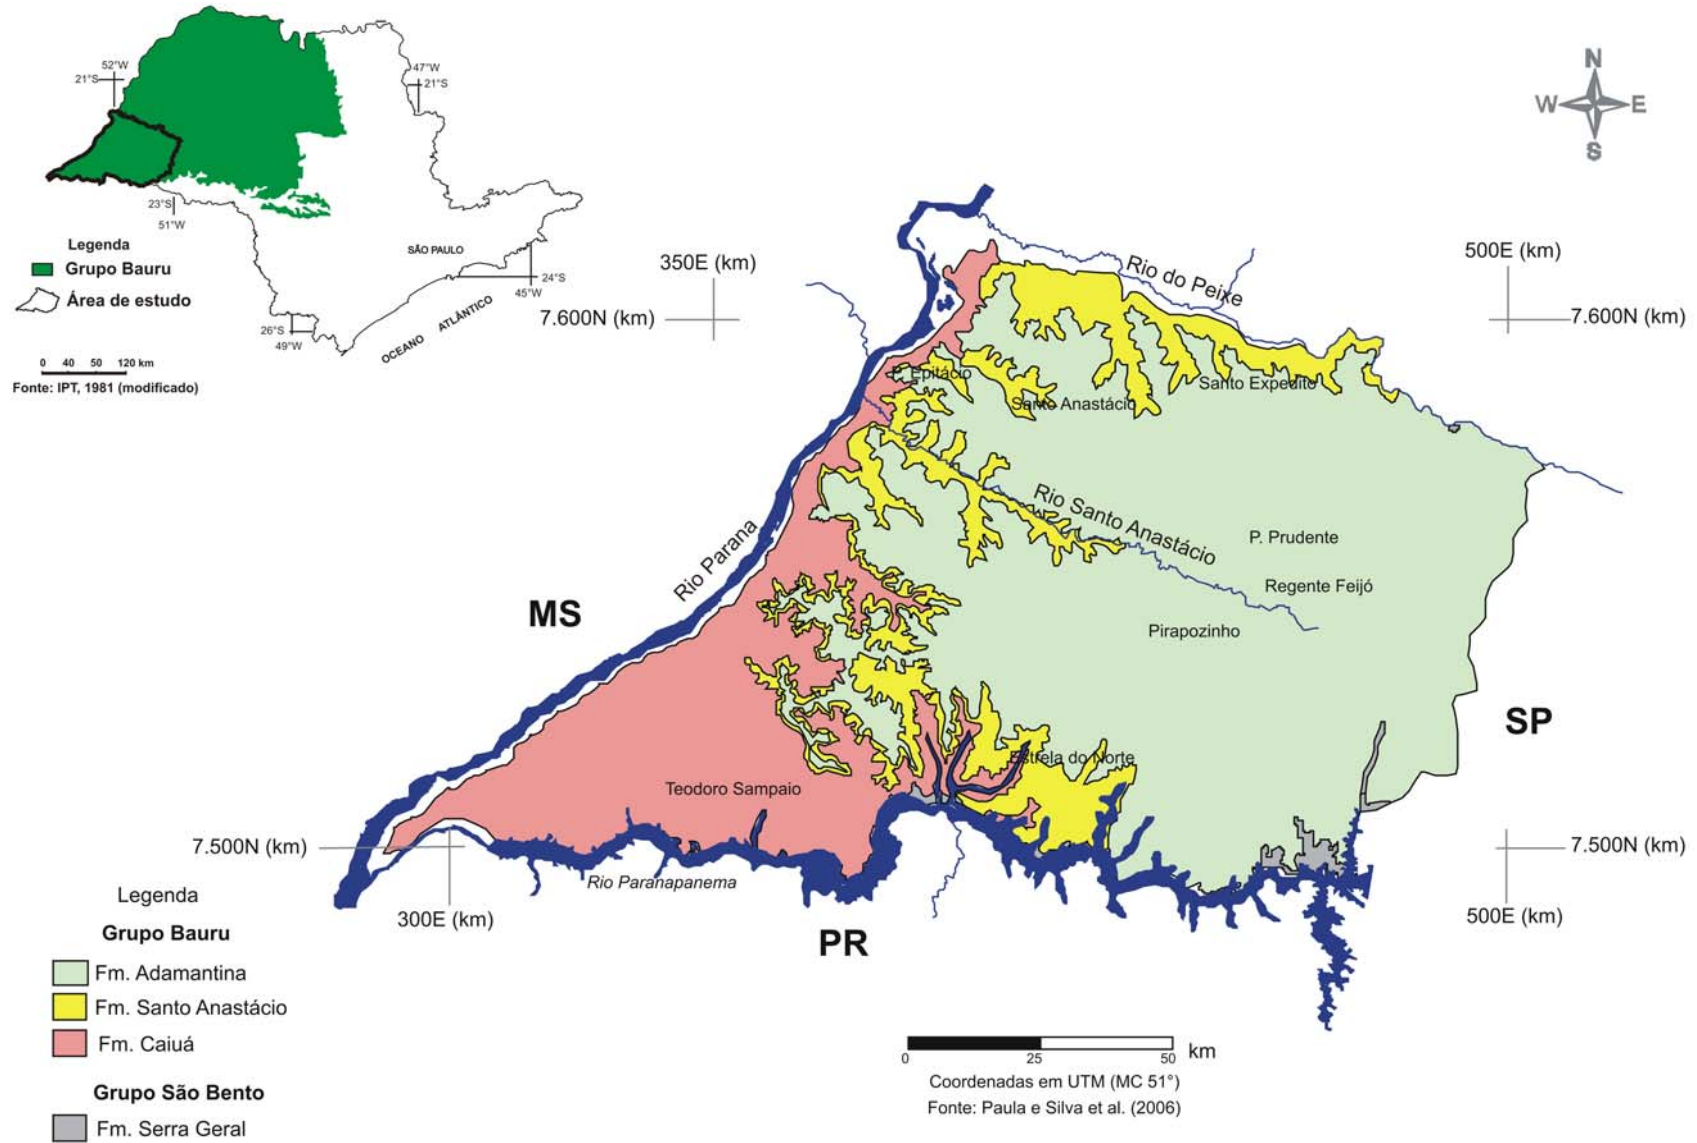 52°W
21°S
47°W
21°S
23°S
51°W
SÃO PAULO
24°S
45°W
OCEANO ATLÂNTICO
26°S
49°W
Legenda
Grupo Bauru
Área de estudo
0 40 50 120 km
Fonte: IPT, 1981 (modificado)
N
W E
S
350E (km)
7.600N (km)
500E (km)
7.600N (km)
Rio do Peixe
P. Epitácio
Santo Expedito
Santo Anastácio
Rio Santo Anastácio
P. Prudente
Rio Parana
Regente Feijó
MS
Pirapozinho
SP
Estrela do Norte
Teodoro Sampaio
7.500N (km)
7.500N (km)
Rio Paranapanema
300E (km)
500E (km)
PR
Legenda
Grupo Bauru
Fm. Adamantina
Fm. Santo Anastácio
Fm. Caiuá
Grupo São Bento
Fm. Serra Geral
0 25 50 km
Coordenadas em UTM (MC 51°)
Fonte: Paula e Silva et al. (2006)